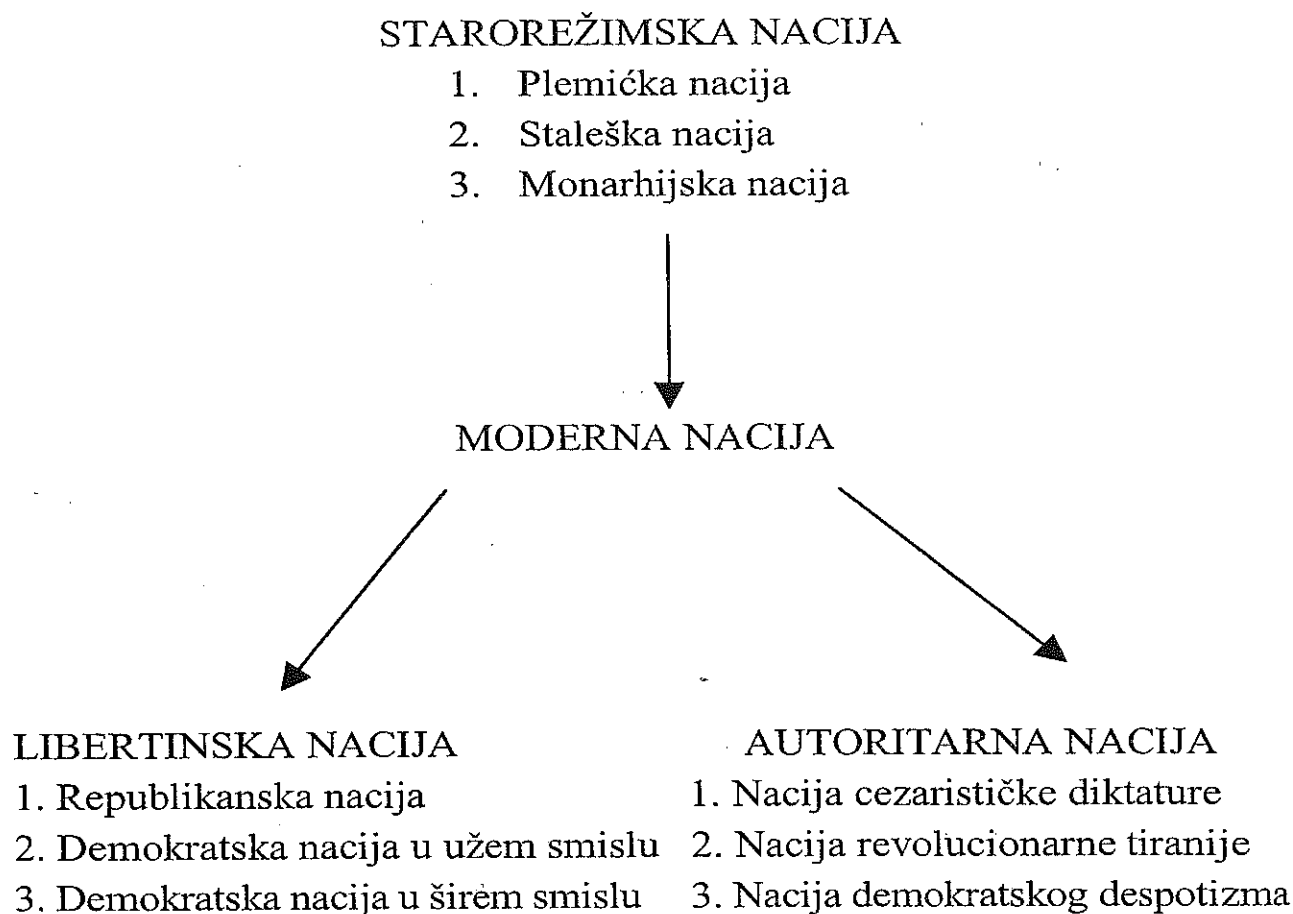 STAROREŽIMSKA NACIJA
1. Plemićka nacija
2. Staleška nacija
3. Monarhijska nacija
MODERNA NACIJA
LIBERTINSKA NACIJA
1. Republikanska nacija
2. Demokratska nacija u užem smislu
3. Demokratska nacija u širem smislu
AUTORITARNA NACIJA
1. Nacija cezarističke diktature
2. Nacija revolucionarne tiranije
3. Nacija demokratskog despotizma